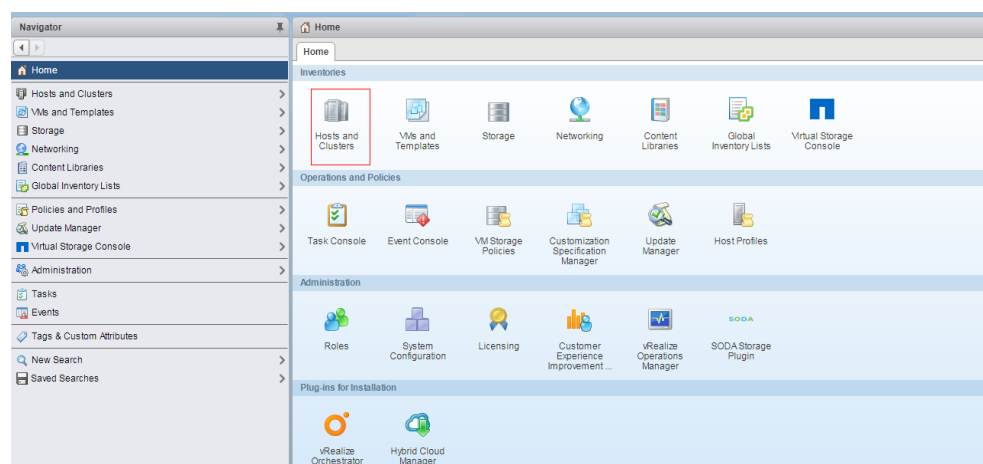 Navigator
Home
Home
Hosts and Clusters
VMs and Templates
Storage
Networking
Content Libraries
Global Inventory Lists
Policies and Profiles
Update Manager
Virtual Storage Console
Administration
Tasks
Events
Tags & Custom Attributes
New Search
Saved Searches
Home
Inventories
Hosts and
Clusters
VMs and
Templates
Storage
Networking
Content
Libraries
Global
Inventory Lists
Virtual Storage
Console
Operations and Policies
Task Console
Event Console
VM Storage
Policies
Customization
Specification
Manager
Update
Manager
Host Profiles
Administration
Roles
System
Configuration
Licensing
Customer
Experience
Improvement ...
vRealize
Operations
Manager
SODA
SODA Storage
Plugin
Plug-ins for Installation
vRealize
Orchestrator
Hybrid Cloud
Manager